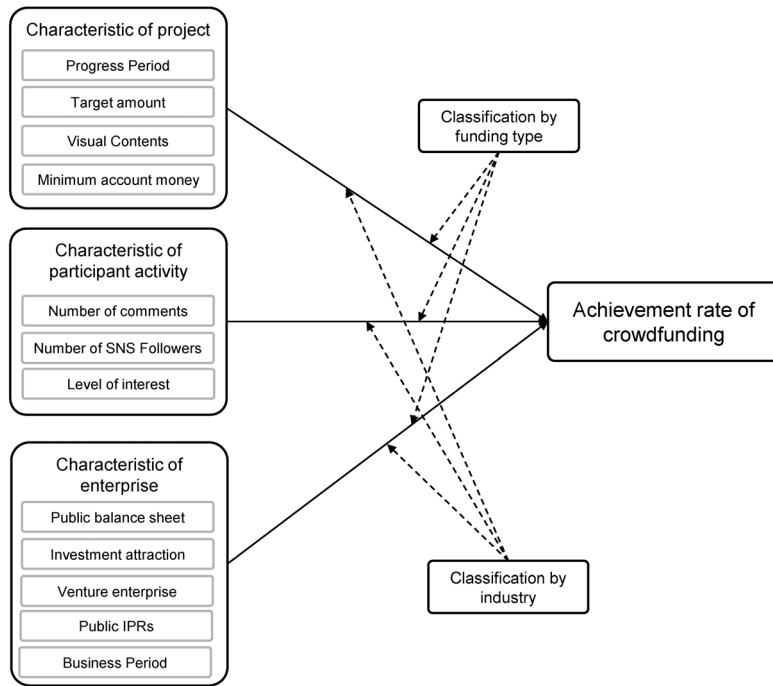 Characteristic of project
Progress Period
Target amount
Visual Contents
Minimum account money
Characteristic of
participant activity
Number of comments
Number of SNS Followers
Level of interest
Characteristic of
enterprise
Public balance sheet
Investment attraction
Venture enterprise
Public IPRs
Business Period
Classification by
funding type
Classification by
industry
Achievement rate of
crowdfunding